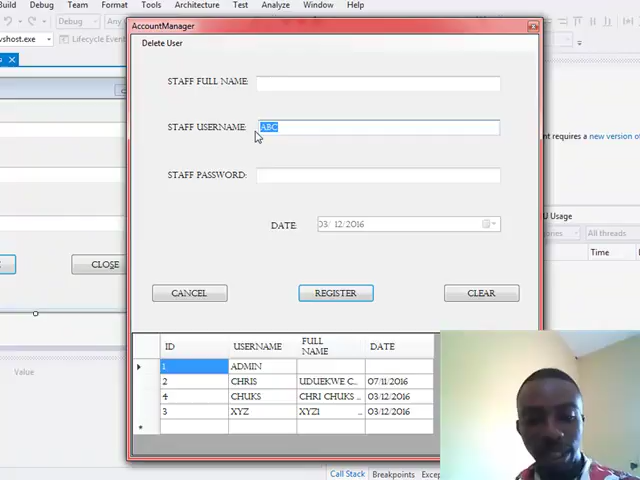 Build Debug Team Tools Architecture Test Analyze Window Help
Debug
vshost.exe Lifecycle Events
AccountManager
Delete User
STAFF FULL NAME:
STAFF USERNAME: ABC
STAFF PASSWORD:
DATE: 03/ 12/2016
CANCEL REGISTER CLEAR
CLOSE
ID USERNAME FULL NAME DATE
1 ADMIN
2 CHRIS UDUEKWE C... 07/11/2016
4 CHUKS CHRI CHUKS ... 03/12/2016
3 XYZ XYZ1 ... 03/12/2016
Value
requires a new version of
Usage
All threads
Time
Call Stack Breakpoints